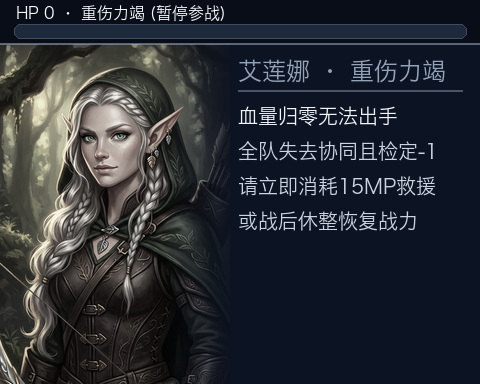 HP 0 · 重伤力竭 (暂停参战)
艾莲娜 · 重伤力竭
血量归零无法出手
全队失去协同且检定-1
请立即消耗15MP救援
或战后休整恢复战力